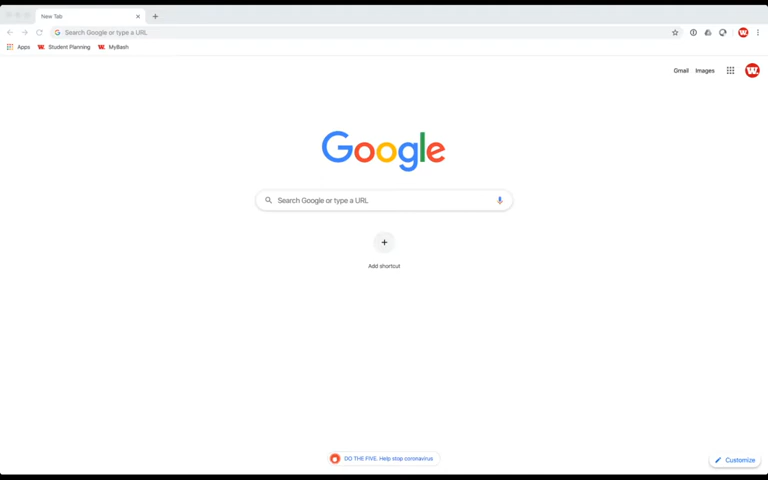 New Tab
Search Google or type a URL
Apps
W. Student Planning
W. MyBash
Gmail
Images
W.
Google
Search Google or type a URL
Add shortcut
DO THE FIVE. Help stop coronavirus
Customize